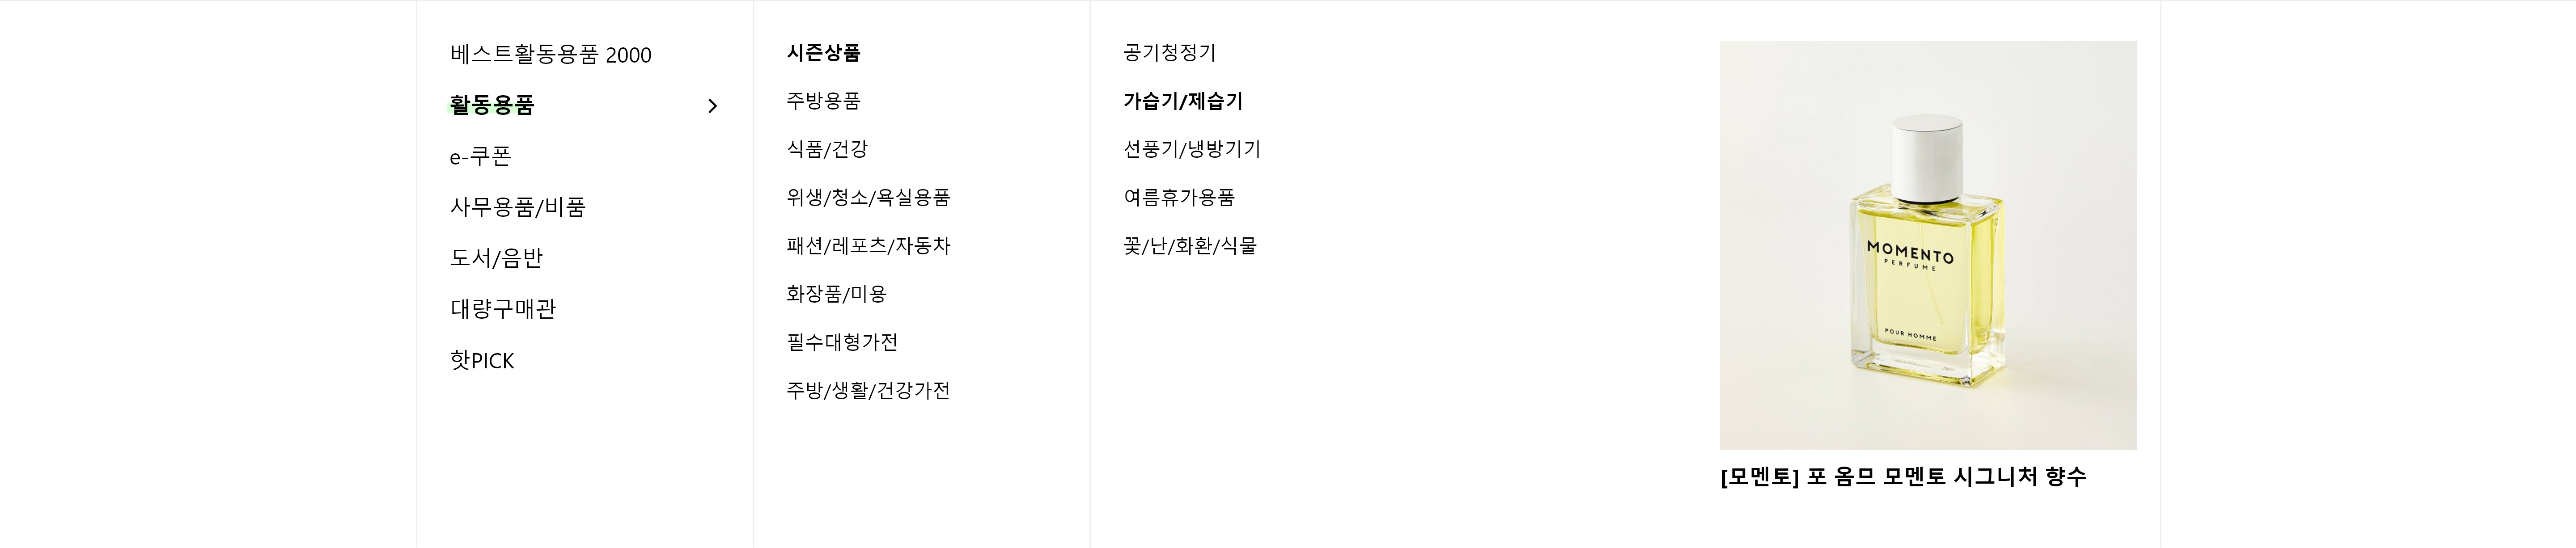 베스트활동용품 2000
활동용품
e-쿠폰
사무용품/비품
도서/음반
대량구매관
핫PICK
시즌상품
주방용품
식품/건강
위생/청소/욕실용품
패션/레포츠/자동차
화장품/미용
필수대형가전
주방/생활/건강가전
공기청정기
가습기/제습기
선풍기/냉방기기
여름휴가용품
꽃/난/화환/식물
MOMENTO
PERFUME
POUR HOMME
[모멘토] 포 옴므 모멘토 시그니처 향수